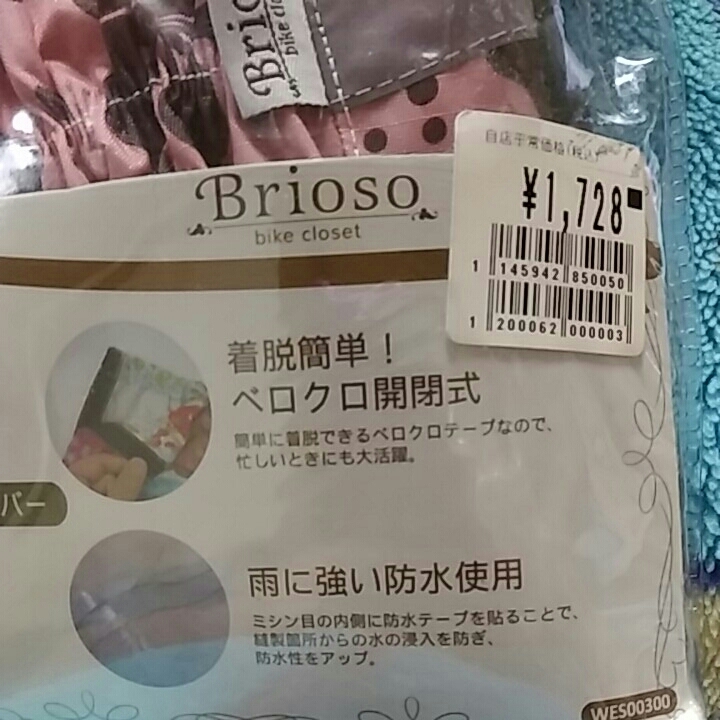 Brio
bike clo
Brioso
bike closet
自店平常価格(税込)
¥1,728
1 145942 850050
1 200062 000003
着脱簡単！
ベロクロ開閉式
簡単に着脱できるベロクロテープなので、
忙しいときにも大活躍。
バー
雨に強い防水使用
ミシン目の内側に防水テープを貼ることで、
縫製箇所からの水の浸入を防ぎ、
防水性をアップ。
WES00300